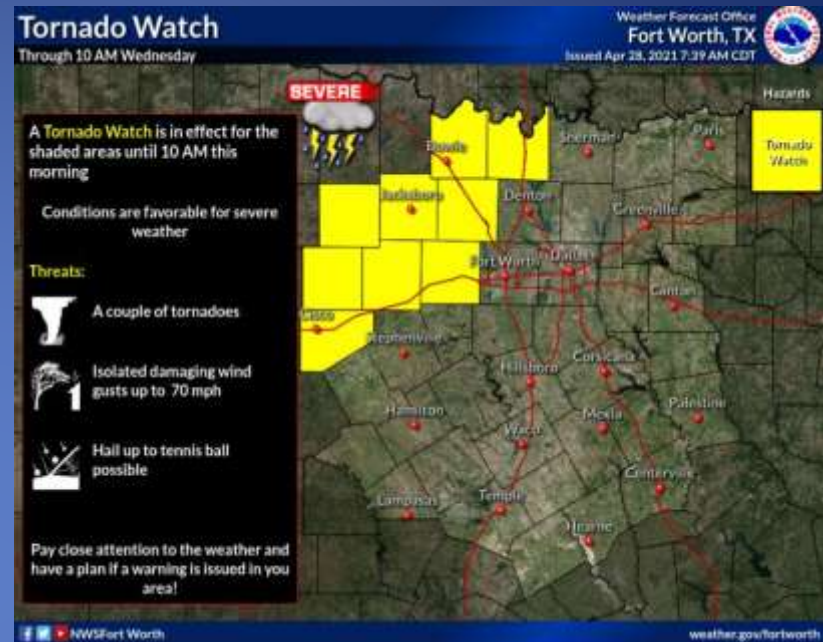 Tornado Watch
Through 10 AM Wednesday
Weather Forecast Office
Fort Worth, TX
Issued Apr 28, 2021 7:39 AM CDT
SEVERE
Hazards
Tornado
Watch
A Tornado Watch is in effect for the
shaded areas until 10 AM this
morning
Conditions are favorable for severe
weather
Threats:
A couple of tornadoes
Isolated damaging wind
gusts up to 70 mph
Hail up to tennis ball
possible
Pay close attention to the weather and
have a plan if a warning is issued in you
area!
Bowie
Sherman
Paris
Jacksboro
Denton
Greenville
Fort Worth
Dallas
Canton
Cisco
Stephenville
Hillsboro
Corsicana
Hamilton
Mexia
Palestine
Waco
Centerville
Lampasas
Temple
Hearne
NWSFort Worth
weather.gov/fortworth